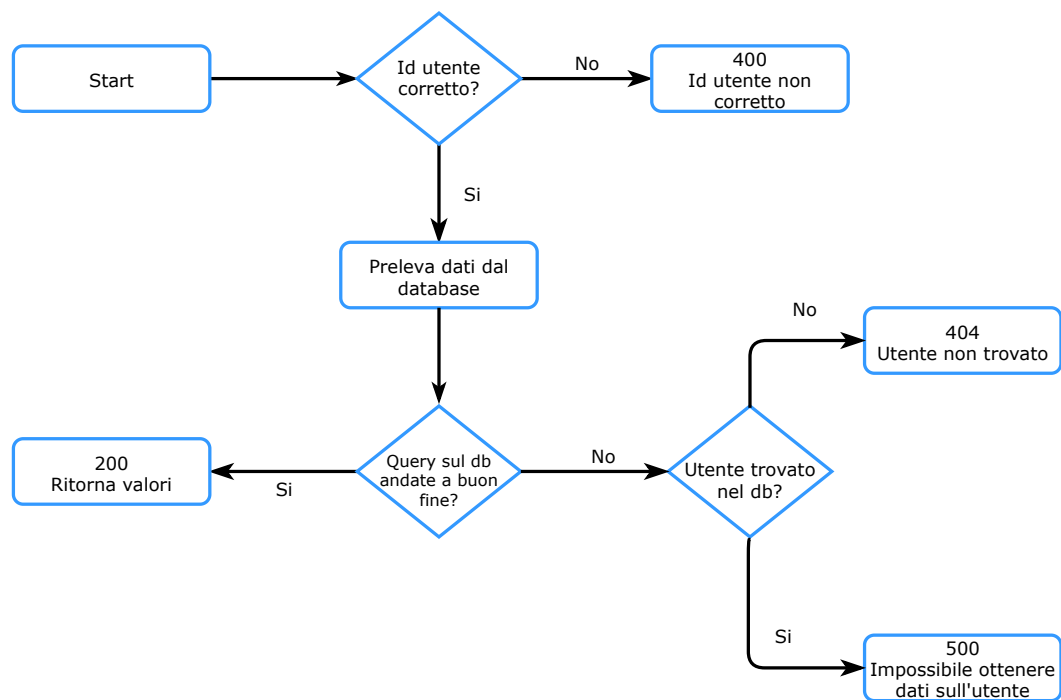 Start
Id utente
corretto?
No
400
Id utente non
corretto
Si
Preleva dati dal
database
No
404
Utente non trovato
200
Ritorna valori
Si
Query sul db
andate a buon
fine?
No
Utente trovato
nel db?
Si
500
Impossibile ottenere
dati sull'utente